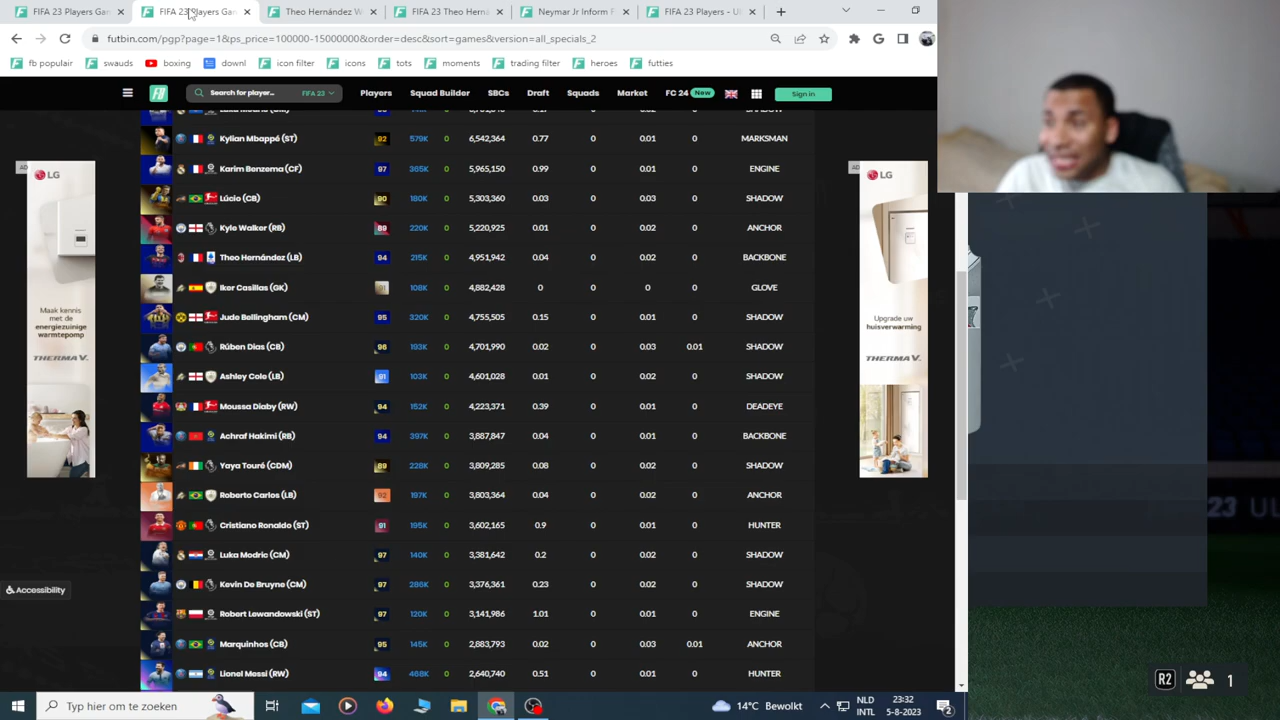 FIFA 23 Players Gam
FIFA 23 Players Gam
Theo Hernández W
FIFA 23 Theo Herna
Neymar Jr Inform F
FIFA 23 Players - Ul
futbin.com/pgp?page=1&ps_price=100000-15000000&order=desc&sort=games&version=all_specials_2
fb populair
swauds
boxing
downl
icon filter
icons
tots
moments
trading filter
heroes
futties
Search for player...
FIFA 23
Players
Squad Builder
SBCs
Draft
Squads
Market
FC 24 New
Sign in
Kylian Mbappé (ST) 92 579K 0 6,542,364 0.77 0 0.01 0 MARKSMAN
Karim Benzema (CF) 97 365K 0 5,965,150 0.99 0 0.01 0 ENGINE
Lúcio (CB) 90 180K 0 5,303,360 0.03 0 0.02 0 SHADOW
Kyle Walker (RB) 89 220K 0 5,220,925 0.01 0 0.02 0 ANCHOR
Theo Hernández (LB) 94 215K 0 4,951,942 0.04 0 0.02 0 BACKBONE
Iker Casillas (GK) 91 108K 0 4,882,428 0 0 0 0 GLOVE
Jude Bellingham (CM) 95 320K 0 4,755,505 0.15 0 0.01 0 SHADOW
Rúben Dias (CB) 96 193K 0 4,701,990 0.02 0 0.03 0.01 SHADOW
Ashley Cole (LB) 91 103K 0 4,601,028 0.01 0 0.02 0 SHADOW
Moussa Diaby (RW) 94 152K 0 4,223,371 0.39 0 0.01 0 DEADEYE
Achraf Hakimi (RB) 94 397K 0 3,887,847 0.04 0 0.01 0 BACKBONE
Yaya Touré (CDM) 89 228K 0 3,809,285 0.08 0 0.02 0 SHADOW
Roberto Carlos (LB) 92 197K 0 3,803,364 0.04 0 0.02 0 ANCHOR
Cristiano Ronaldo (ST) 91 195K 0 3,602,165 0.9 0 0.01 0 HUNTER
Luka Modric (CM) 97 140K 0 3,381,642 0.2 0 0.02 0 SHADOW
Kevin De Bruyne (CM) 97 286K 0 3,376,361 0.23 0 0.02 0 SHADOW
Robert Lewandowski (ST) 97 120K 0 3,141,986 1.01 0 0.01 0 ENGINE
Marquinhos (CB) 95 145K 0 2,883,793 0.02 0 0.03 0.01 ANCHOR
Lionel Messi (RW) 94 468K 0 2,640,740 0.51 0 0.01 0 HUNTER
LG
Maak kennis
met de
energiezuinige
warmtepomp
THERMA V.
LG
Upgrade uw
huisverwarming
THERMA V.
Accessibility
23 UL
R2
1
Typ hier om te zoeken
14°C Bewolkt
NLD
INTL
23:32
5-8-2023
2